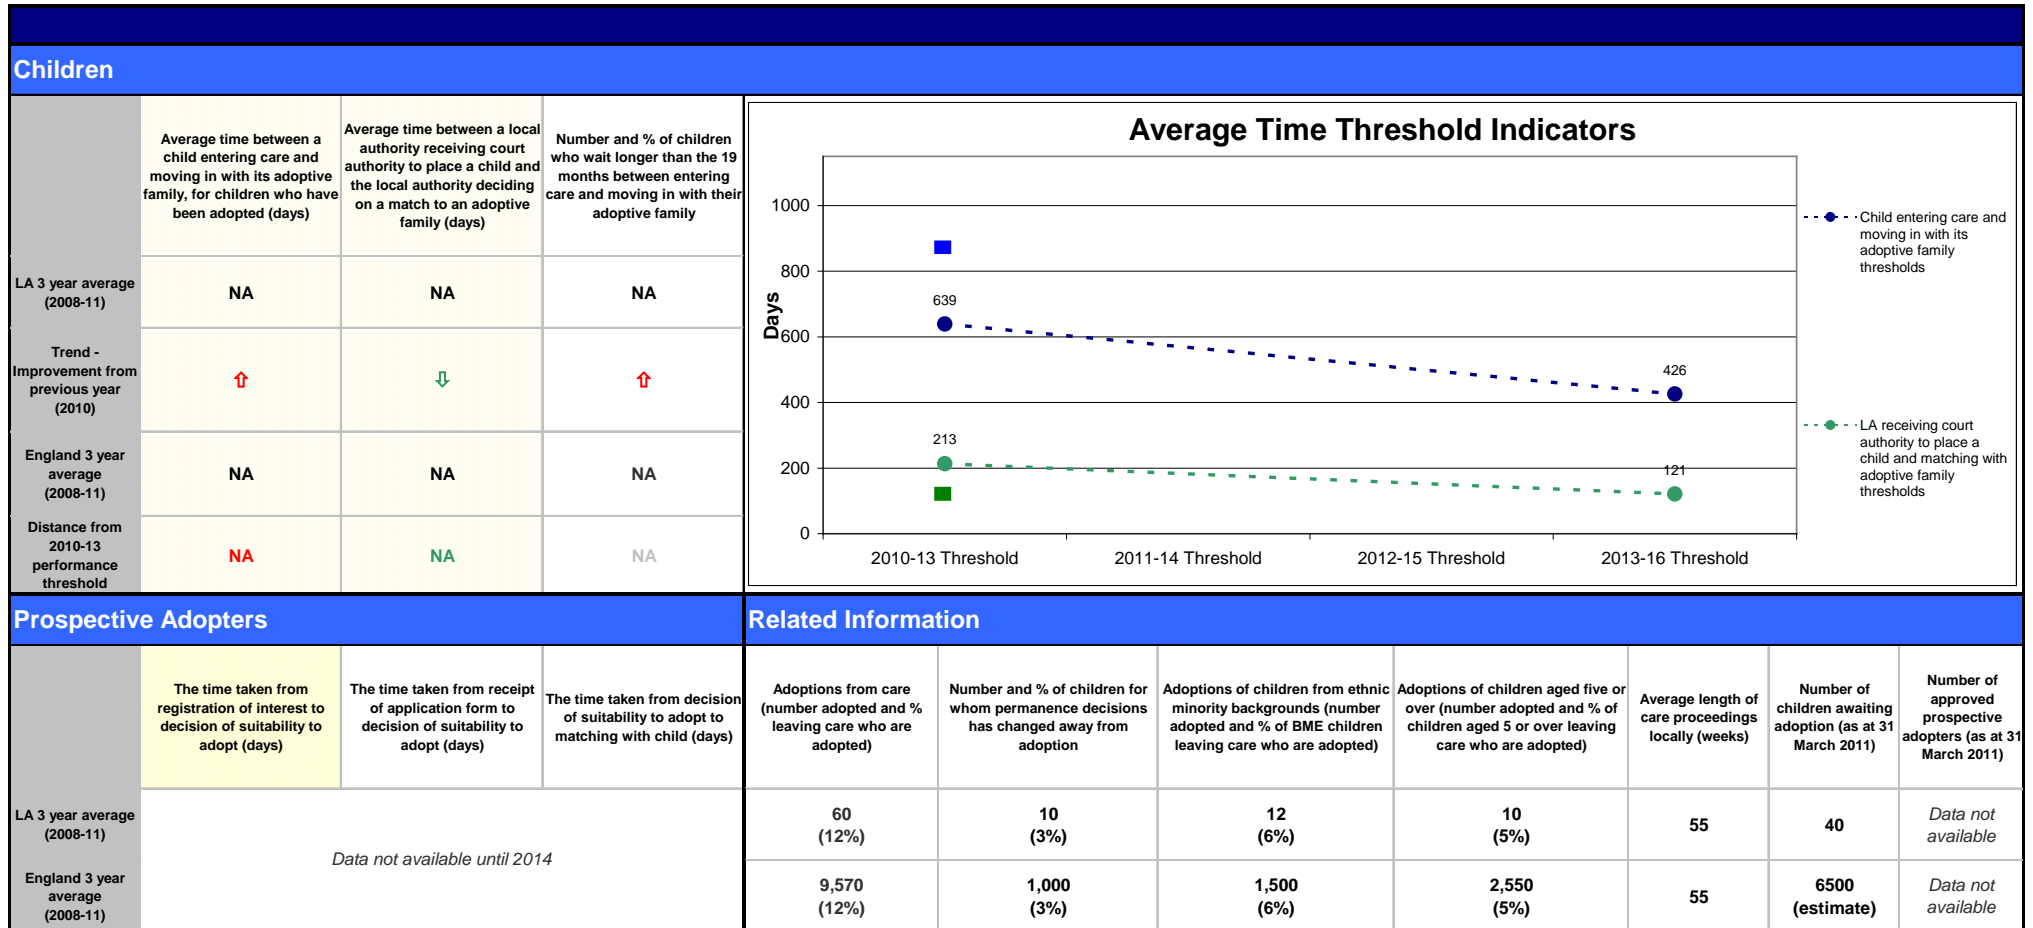 Children
Average time between a
child entering care and
moving in with its adoptive
family, for children who have
been adopted (days)
Average time between a local
authority receiving court
authority to place a child and
the local authority deciding
on a match to an adoptive
family (days)
Number and % of children
who wait longer than the 19
months between entering
care and moving in with their
adoptive family
LA 3 year average
(2008-11)
NA
NA
NA
Trend -
Improvement from
previous year
(2010)
⇧
⇩
⇧
England 3 year
average
(2008-11)
NA
NA
NA
Distance from
2010-13
performance
threshold
NA
NA
NA
Average Time Threshold Indicators
Days
1000
800
600
400
200
0
639
426
213
121
2010-13 Threshold
2011-14 Threshold
2012-15 Threshold
2013-16 Threshold
Child entering care and
moving in with its
adoptive family
thresholds
LA receiving court
authority to place a
child and matching with
adoptive family
thresholds
Prospective Adopters
The time taken from
registration of interest to
decision of suitability to
adopt (days)
The time taken from receipt
of application form to
decision of suitability to
adopt (days)
The time taken from decision
of suitability to adopt to
matching with child (days)
LA 3 year average
(2008-11)
England 3 year
average
(2008-11)
Data not available until 2014
Related Information
Adoptions from care
(number adopted and %
leaving care who are
adopted)
Number and % of children for
whom permanence decisions
has changed away from
adoption
Adoptions of children from ethnic
minority backgrounds (number
adopted and % of BME children
leaving care who are adopted)
Adoptions of children aged five or
over (number adopted and % of
children aged 5 or over leaving
care who are adopted)
Average length of
care proceedings
locally (weeks)
Number of
children awaiting
adoption (as at 31
March 2011)
Number of
approved
prospective
adopters (as at 31
March 2011)
60
(12%)
10
(3%)
12
(6%)
10
(5%)
55
40
Data not
available
9,570
(12%)
1,000
(3%)
1,500
(6%)
2,550
(5%)
55
6500
(estimate)
Data not
available